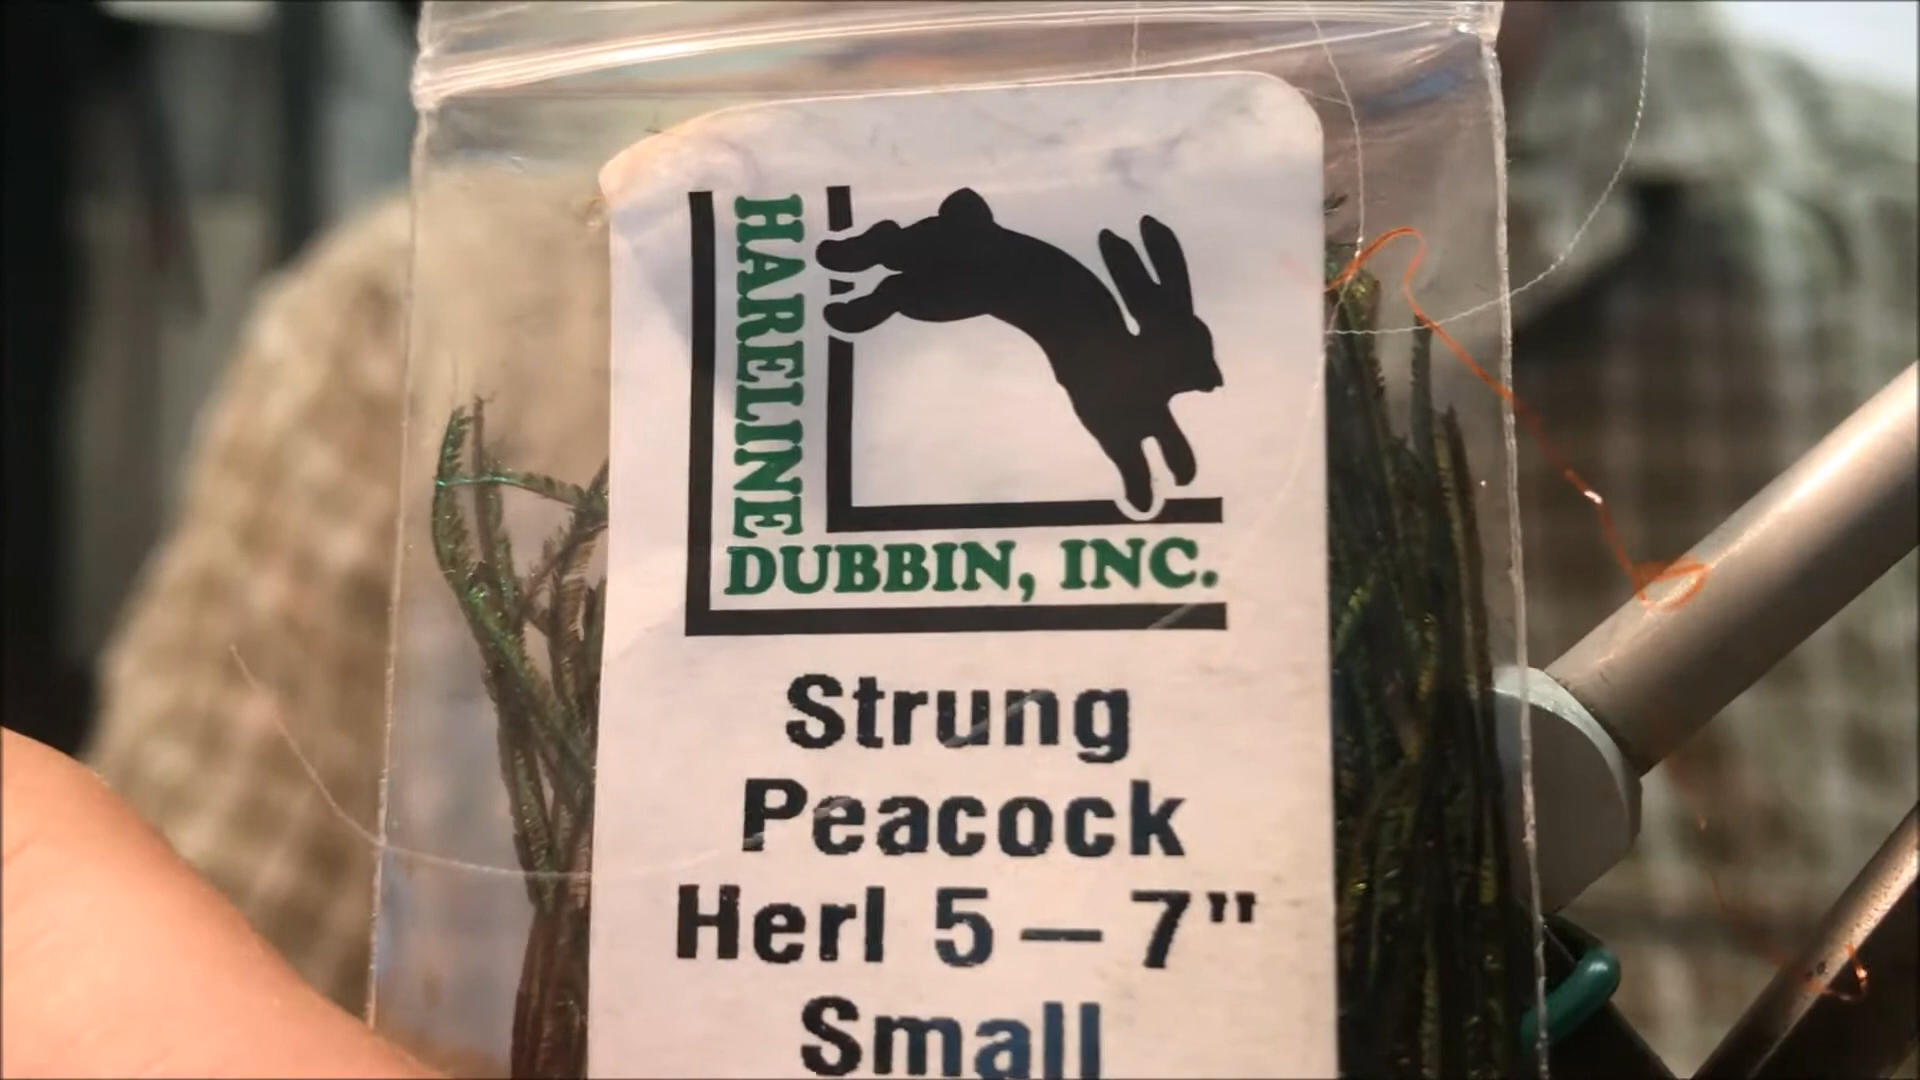 HARELINE
DUBBIN, INC.
Strung
Peacock
Herl 5–7"
Small